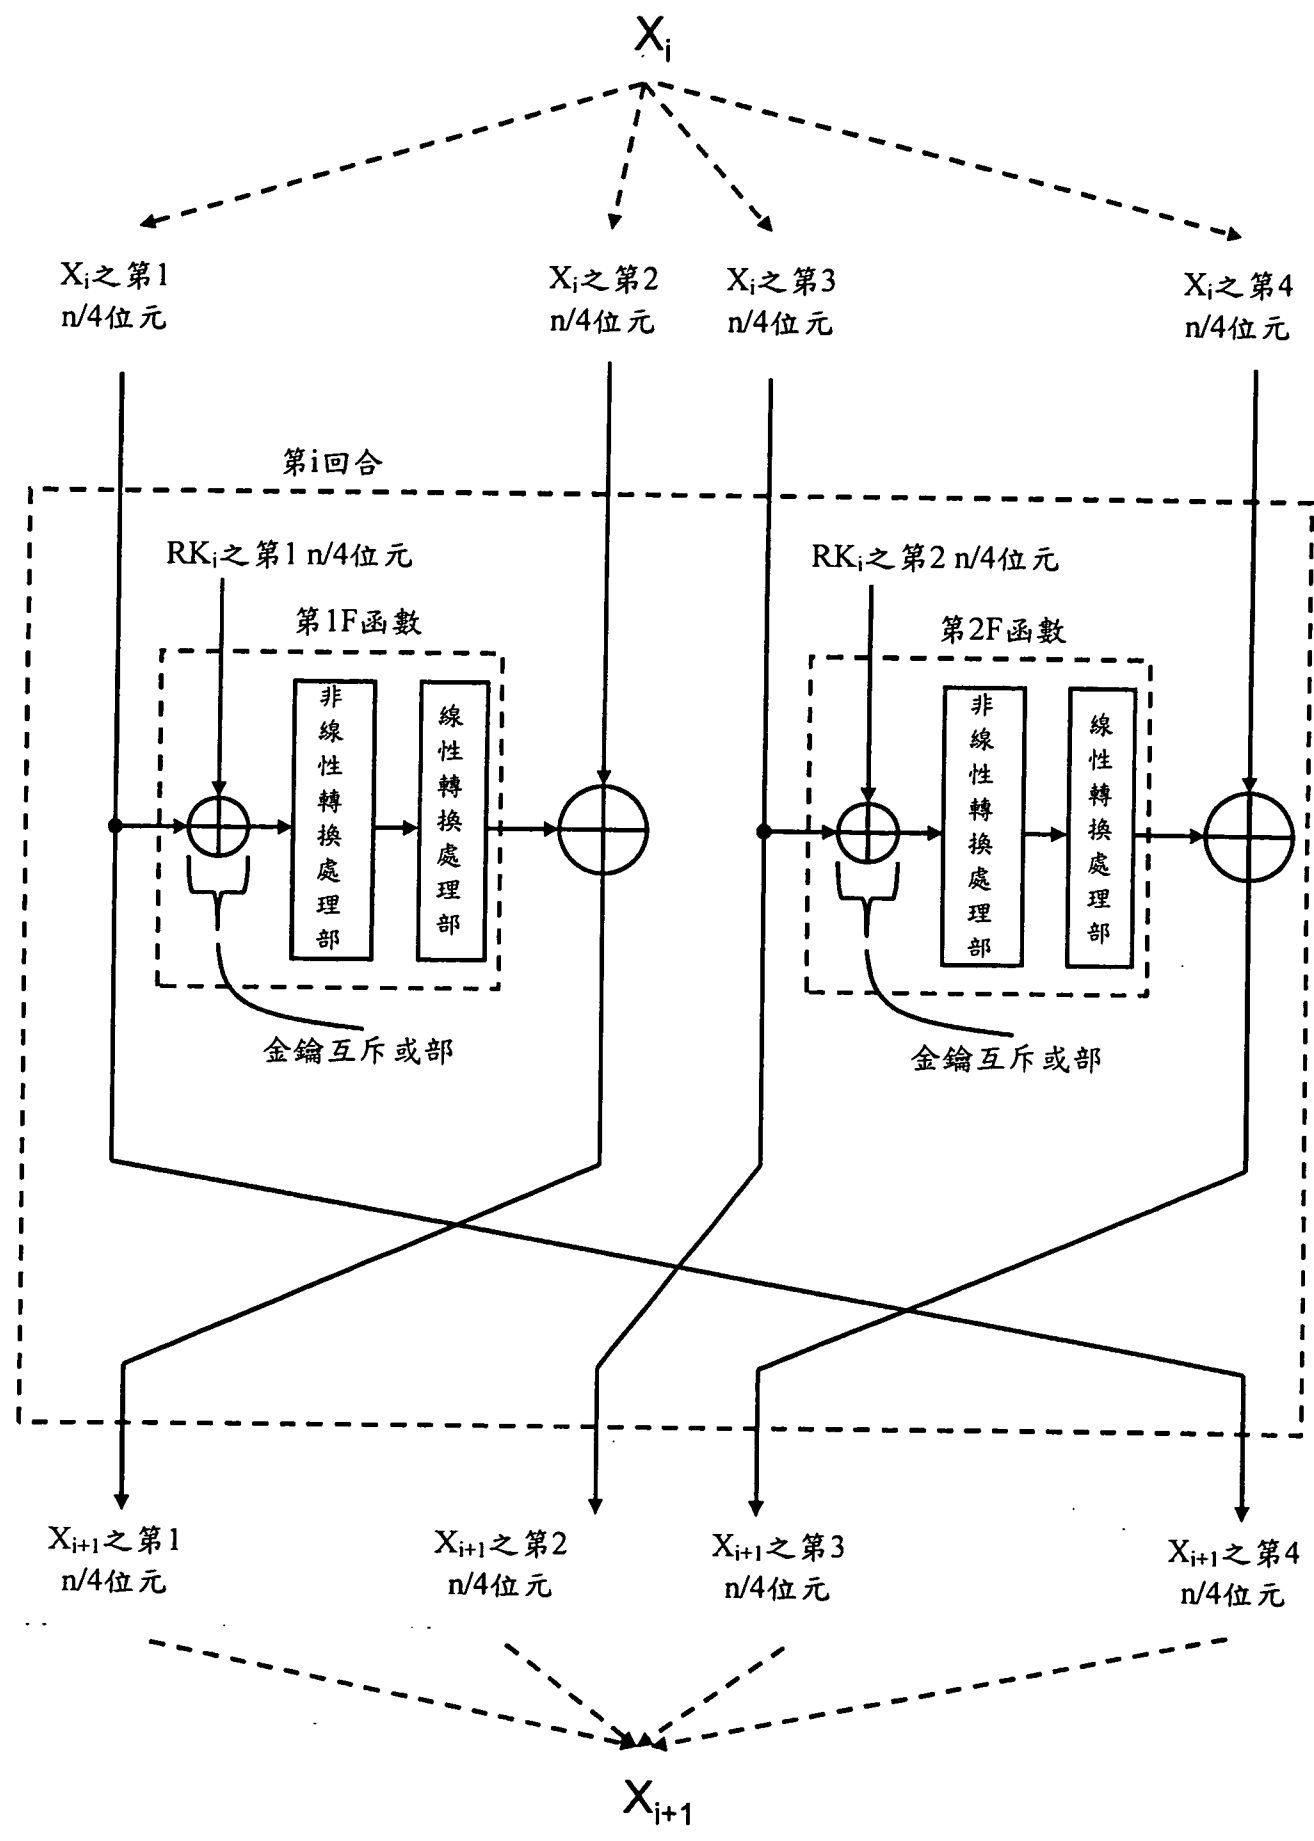 Xi
Xi之第1
n/4位元
Xi之第2
n/4位元
Xi之第3
n/4位元
Xi之第4
n/4位元
第i回合
RKi之第1 n/4位元
第1F函數
非線性轉換處理部
線性轉換處理部
金鑰互斥或部
RKi之第2 n/4位元
第2F函數
非線性轉換處理部
線性轉換處理部
金鑰互斥或部
Xi+1之第1
n/4位元
Xi+1之第2
n/4位元
Xi+1之第3
n/4位元
Xi+1之第4
n/4位元
Xi+1